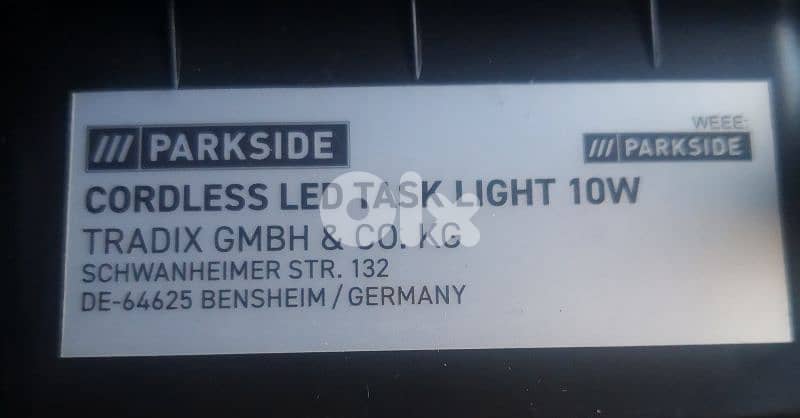 /// PARKSIDE
WEEE:
/// PARKSIDE
CORDLESS LED TASK LIGHT 10W
TRADIX GMBH & CO. KG
SCHWANHEIMER STR. 132
DE-64625 BENSHEIM / GERMANY
olx